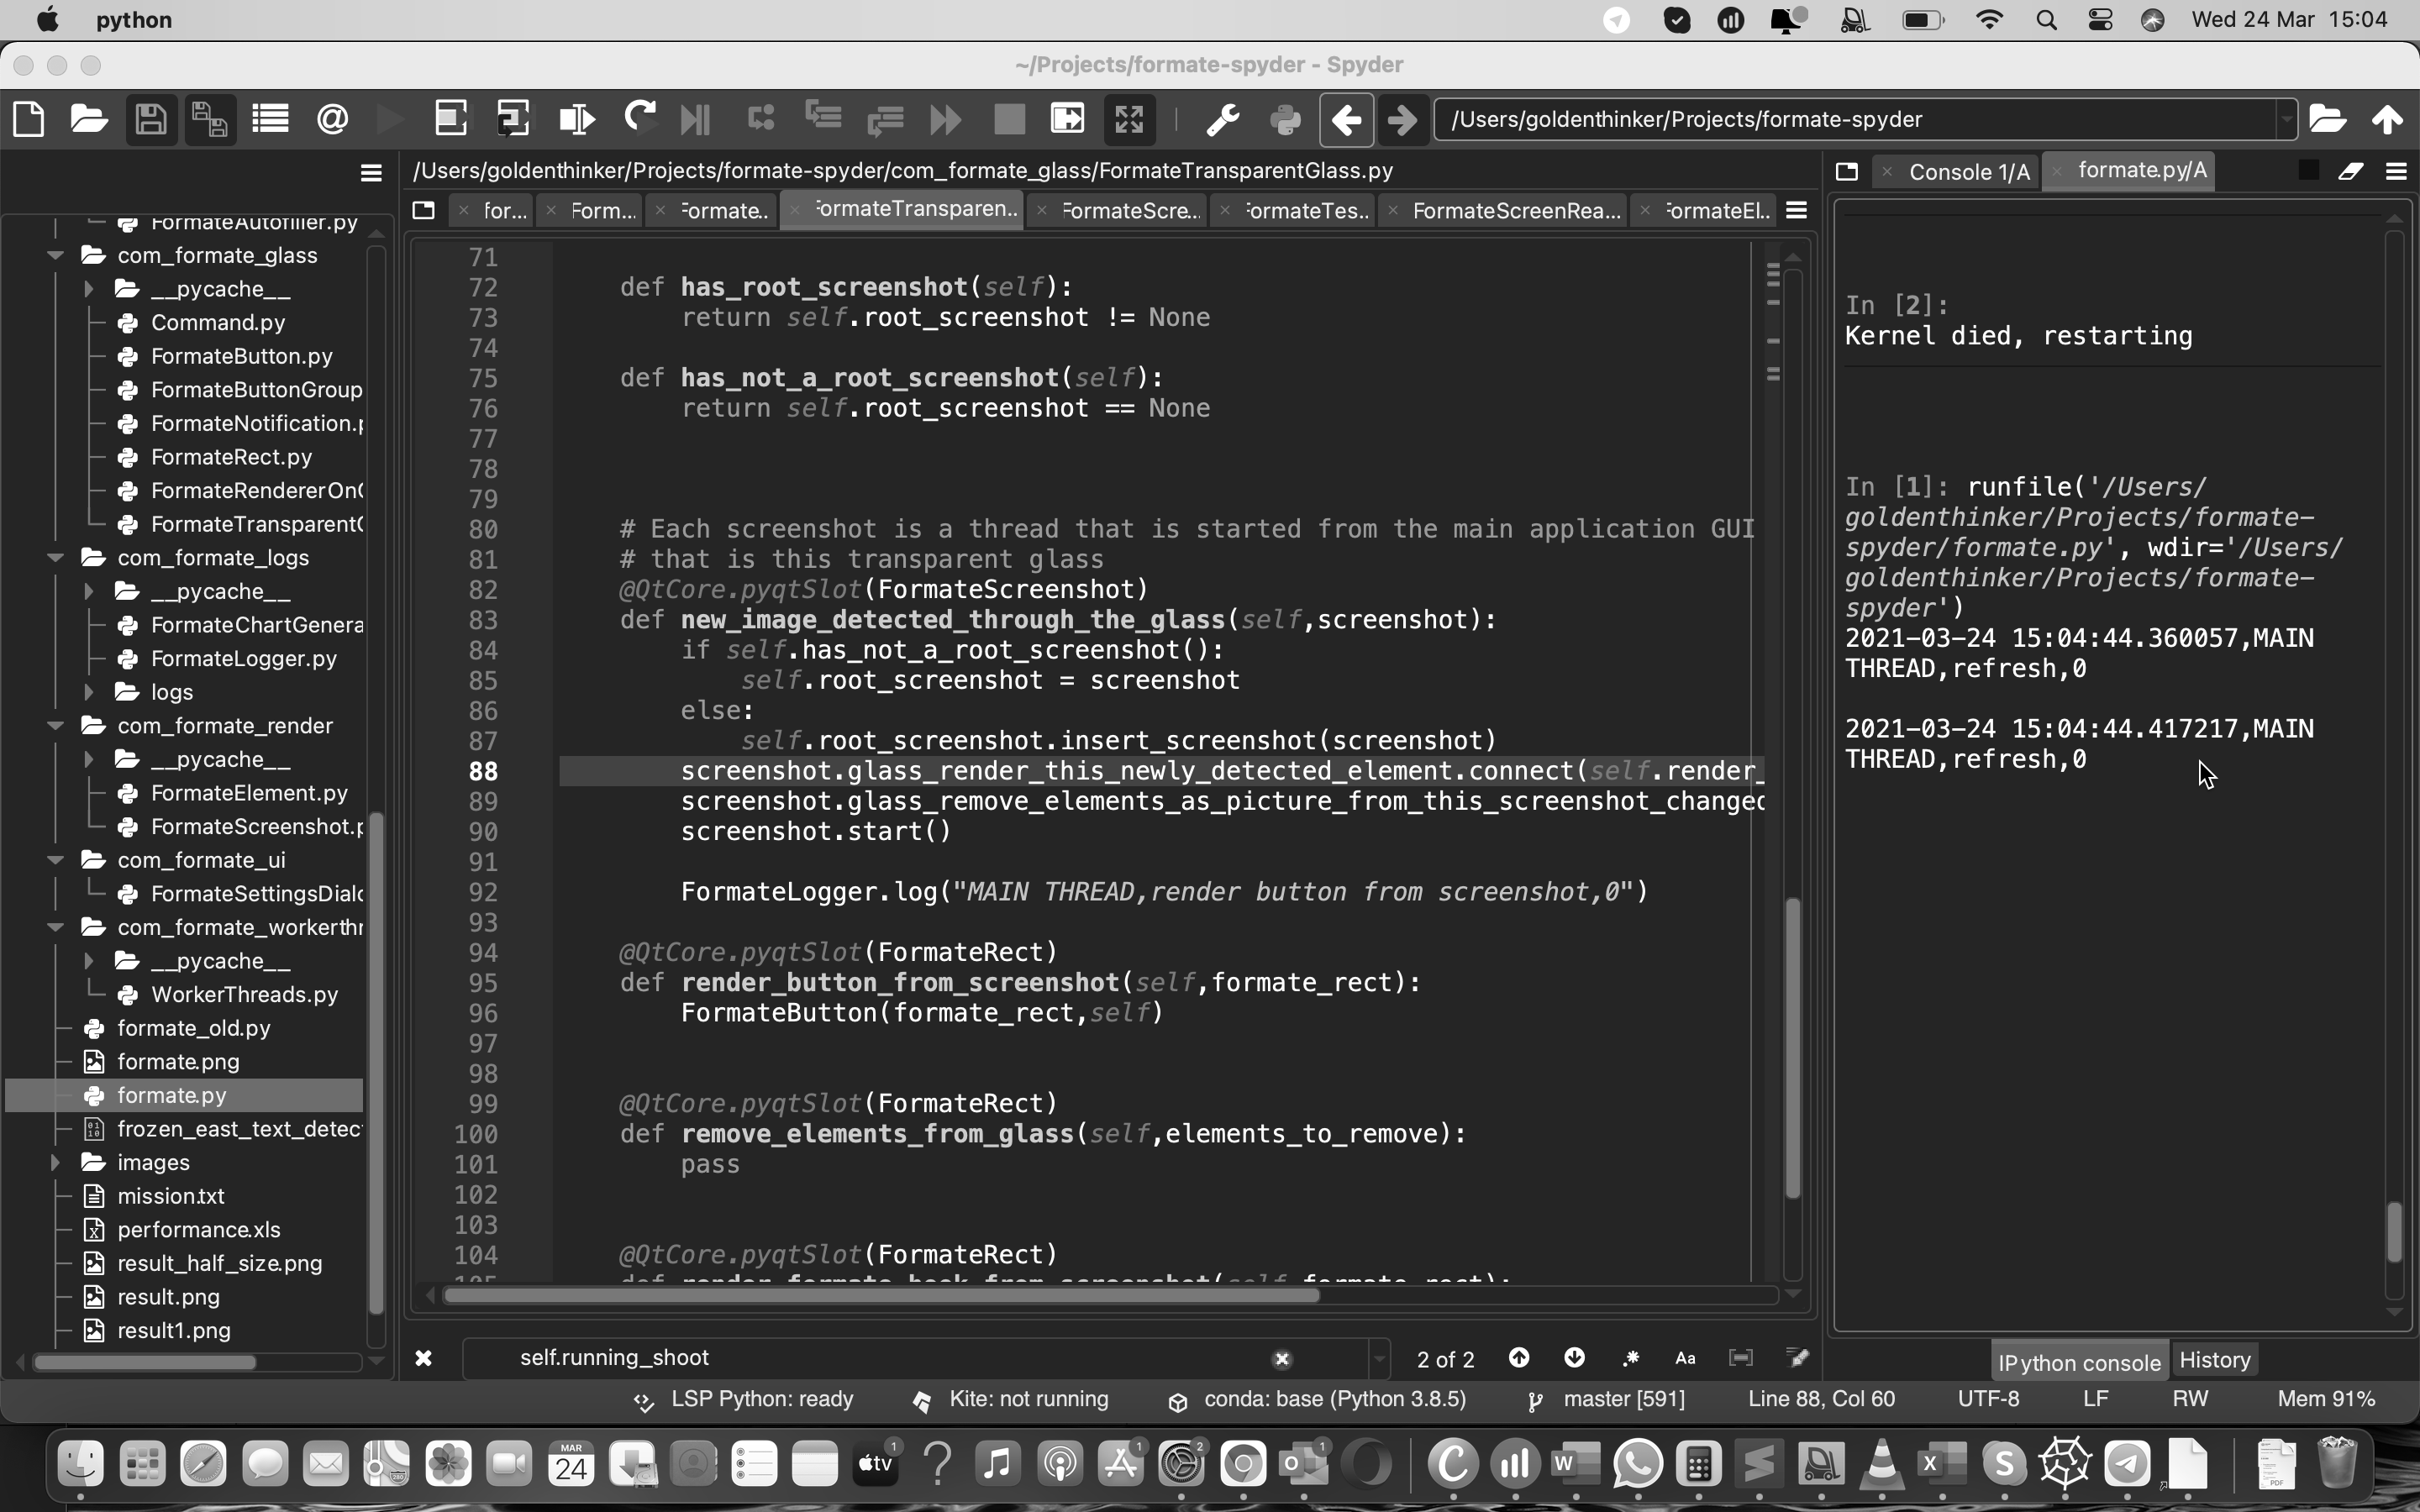 python
Wed 24 Mar 15:04
~/Projects/formate-spyder - Spyder
/Users/goldenthinker/Projects/formate-spyder
/Users/goldenthinker/Projects/formate-spyder/com_formate_glass/FormateTransparentGlass.py
Console 1/A
formate.py/A
for...
Form...
Formate..
FormateTransparen..
FormateScre...
FormateTes..
FormateScreenRea...
FormateEl..
FormateAutofiller.py
com_formate_glass
__pycache__
Command.py
FormateButton.py
FormateButtonGroup
FormateNotification.p
FormateRect.py
FormateRendererOnG
FormateTransparentG
com_formate_logs
__pycache__
FormateChartGenera
FormateLogger.py
logs
com_formate_render
__pycache__
FormateElement.py
FormateScreenshot.p
com_formate_ui
FormateSettingsDialo
com_formate_workerthr
__pycache__
WorkerThreads.py
formate_old.py
formate.png
formate.py
frozen_east_text_detec
images
mission.txt
performance.xls
result_half_size.png
result.png
result1.png
71
72 def has_root_screenshot(self):
73 return self.root_screenshot != None
74
75 def has_not_a_root_screenshot(self):
76 return self.root_screenshot == None
77
78
79
80 # Each screenshot is a thread that is started from the main application GUI
81 # that is this transparent glass
82 @QtCore.pyqtSlot(FormateScreenshot)
83 def new_image_detected_through_the_glass(self,screenshot):
84 if self.has_not_a_root_screenshot():
85 self.root_screenshot = screenshot
86 else:
87 self.root_screenshot.insert_screenshot(screenshot)
88 screenshot.glass_render_this_newly_detected_element.connect(self.render_
89 screenshot.glass_remove_elements_as_picture_from_this_screenshot_changed
90 screenshot.start()
91
92 FormateLogger.log("MAIN THREAD,render button from screenshot,0")
93
94 @QtCore.pyqtSlot(FormateRect)
95 def render_button_from_screenshot(self,formate_rect):
96 FormateButton(formate_rect,self)
97
98
99 @QtCore.pyqtSlot(FormateRect)
100 def remove_elements_from_glass(self,elements_to_remove):
101 pass
102
103
104 @QtCore.pyqtSlot(FormateRect)
In [2]:
Kernel died, restarting
In [1]: runfile('/Users/
goldenthinker/Projects/formate-
spyder/formate.py', wdir='/Users/
goldenthinker/Projects/formate-
spyder')
2021-03-24 15:04:44.360057,MAIN
THREAD,refresh,0
2021-03-24 15:04:44.417217,MAIN
THREAD,refresh,0
self.running_shoot
2 of 2
Aa
IPython console
History
LSP Python: ready
Kite: not running
conda: base (Python 3.8.5)
master [591]
Line 88, Col 60
UTF-8
LF
RW
Mem 91%
MAR
24
tv
1
1
2
1
PDF